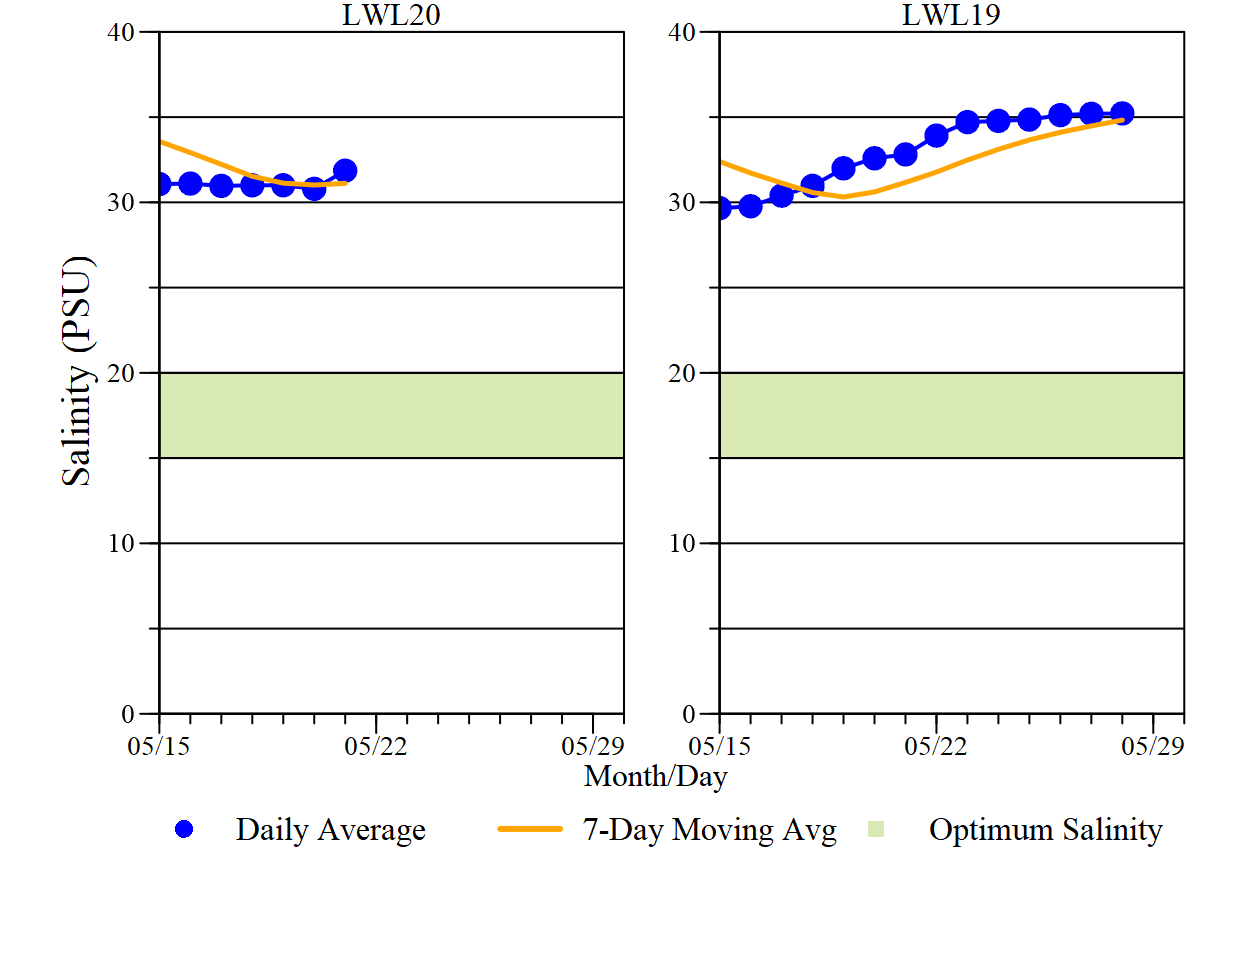 LWL20 LWL19
40 40
30 30
Salinity (PSU)
20 20
10 10
0 0
05/15 05/22 05/29 05/15 05/22 05/29
Month/Day
Daily Average 7-Day Moving Avg Optimum Salinity